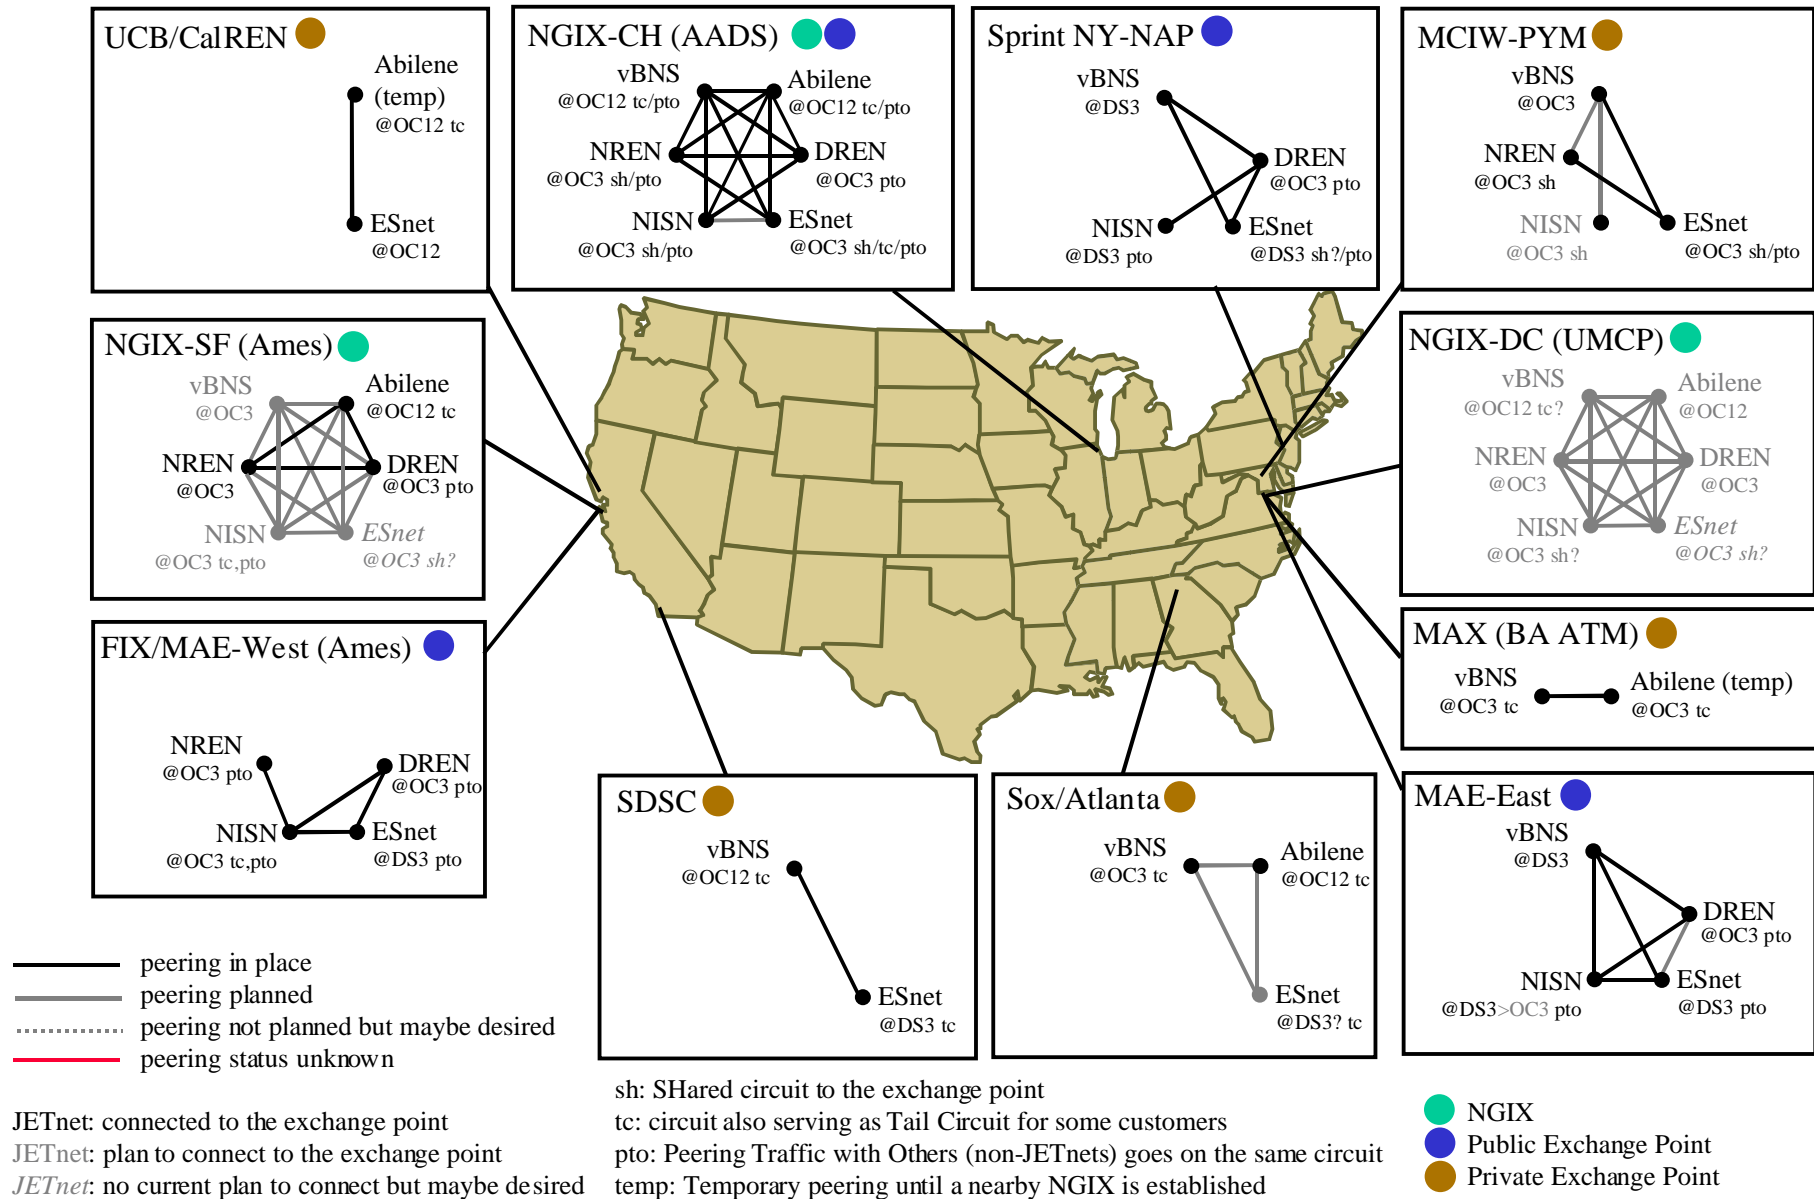 UCB/CalREN
Abilene
(temp)
@OC12 tc
ESnet
@OC12
NGIX-CH (AADS)
vBNS
@OC12 tc/pto
Abilene
@OC12 tc/pto
NREN
@OC3 sh/pto
DREN
@OC3 pto
NISN
@OC3 sh/pto
ESnet
@OC3 sh/tc/pto
Sprint NY-NAP
vBNS
@DS3
DREN
@OC3 pto
NISN
@DS3 pto
ESnet
@DS3 sh?/pto
MCIW-PYM
vBNS
@OC3
NREN
@OC3 sh
NISN
@OC3 sh
ESnet
@OC3 sh/pto
NGIX-SF (Ames)
vBNS
@OC3
Abilene
@OC12 tc
NREN
@OC3
DREN
@OC3 pto
NISN
@OC3 tc,pto
ESnet
@OC3 sh?
NGIX-DC (UMCP)
vBNS
@OC12 tc?
Abilene
@OC12
NREN
@OC3
DREN
@OC3
NISN
@OC3 sh?
ESnet
@OC3 sh?
FIX/MAE-West (Ames)
NREN
@OC3 pto
DREN
@OC3 pto
NISN
@OC3 tc,pto
ESnet
@DS3 pto
MAX (BA ATM)
vBNS
@OC3 tc
Abilene (temp)
@OC3 tc
SDSC
vBNS
@OC12 tc
ESnet
@DS3 tc
Sox/Atlanta
vBNS
@OC3 tc
Abilene
@OC12 tc
ESnet
@DS3? tc
MAE-East
vBNS
@DS3
DREN
@OC3 pto
NISN
@DS3>OC3 pto
ESnet
@DS3 pto
peering in place
peering planned
peering not planned but maybe desired
peering status unknown
JETnet: connected to the exchange point
JETnet: plan to connect to the exchange point
JETnet: no current plan to connect but maybe desired
sh: SHared circuit to the exchange point
tc: circuit also serving as Tail Circuit for some customers
pto: Peering Traffic with Others (non-JETnets) goes on the same circuit
temp: Temporary peering until a nearby NGIX is established
NGIX
Public Exchange Point
Private Exchange Point